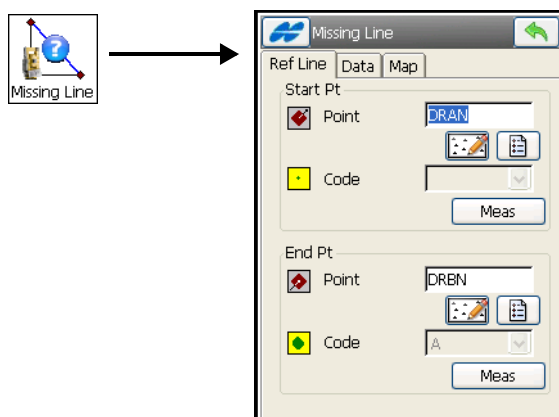 Missing Line
Missing Line
Ref Line Data Map
Start Pt
Point DRAN
Code
Meas
End Pt
Point DRBN
Code A
Meas